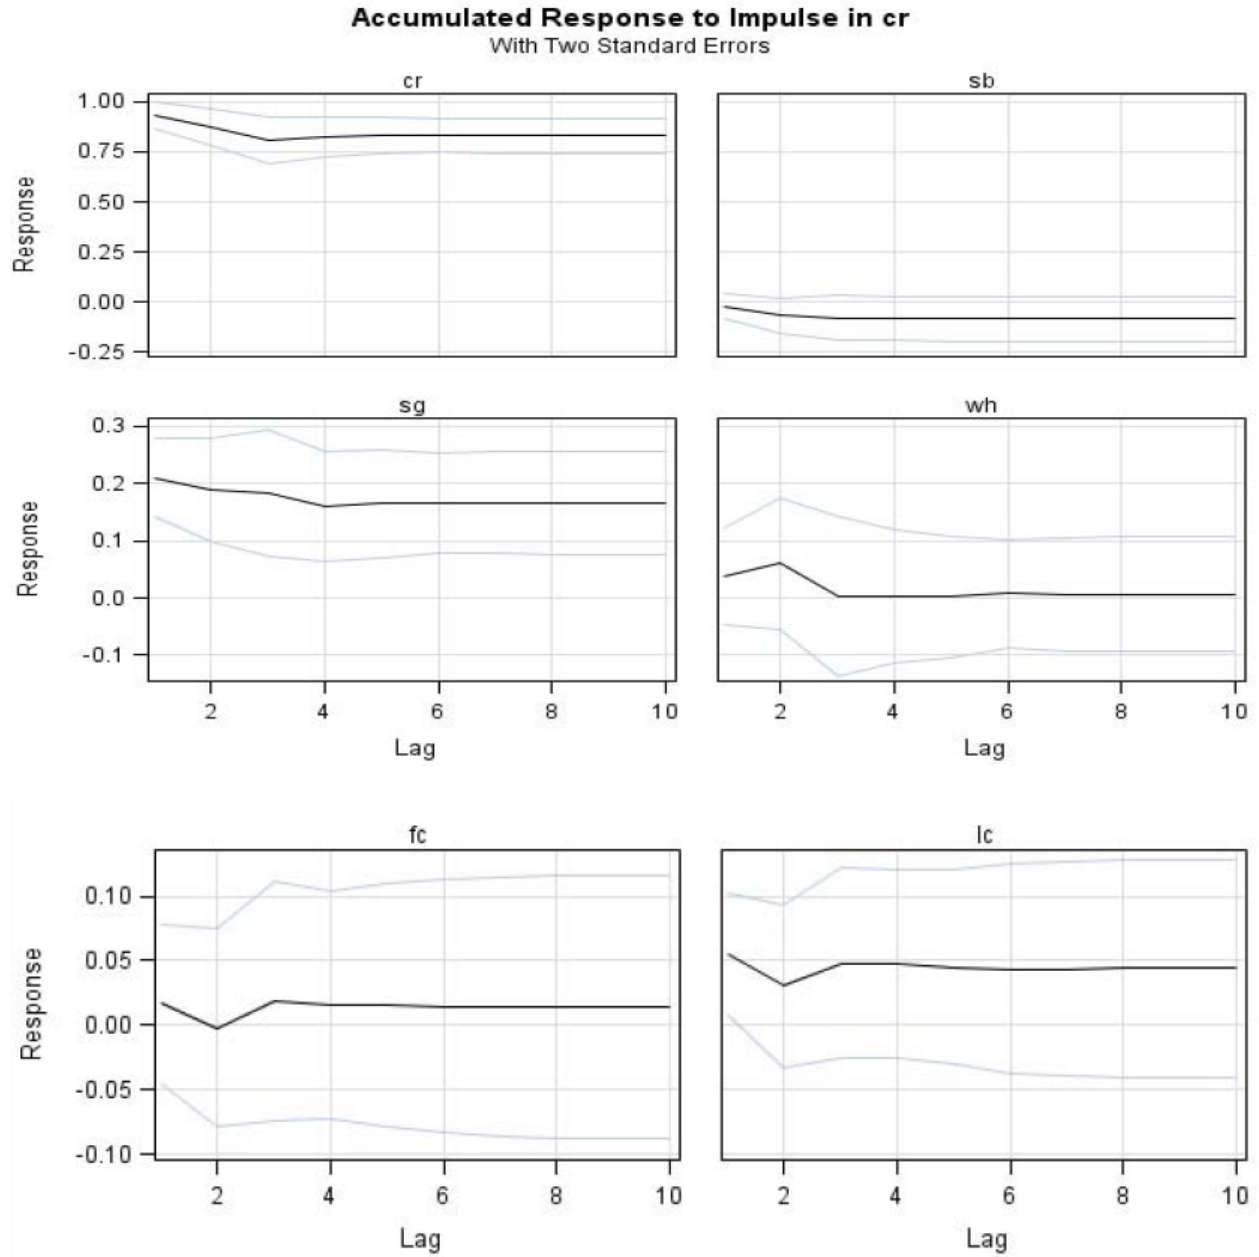 Accumulated Response to Impulse in cr
With Two Standard Errors
cr
sb
1.00
0.75
0.50
0.25
0.00
-0.25
Response
sg
wh
0.3
0.2
0.1
0.0
-0.1
Response
2 4 6 8 10
2 4 6 8 10
Lag
Lag
fc
lc
0.10
0.05
0.00
-0.05
-0.10
Response
2 4 6 8 10
2 4 6 8 10
Lag
Lag